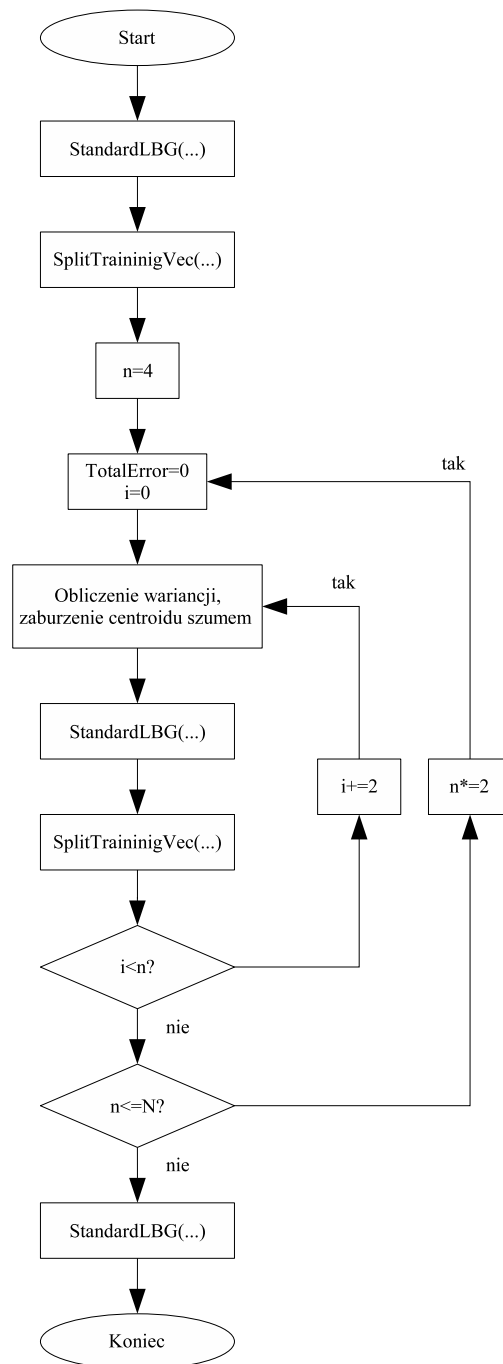 Start
StandardLBG(...)
SplitTraininigVec(...)
n=4
TotalError=0
i=0
tak
Obliczenie wariancji,
zaburzenie centroidu szumem
tak
StandardLBG(...)
i+=2
n*=2
SplitTraininigVec(...)
i<n?
nie
n<=N?
nie
StandardLBG(...)
Koniec